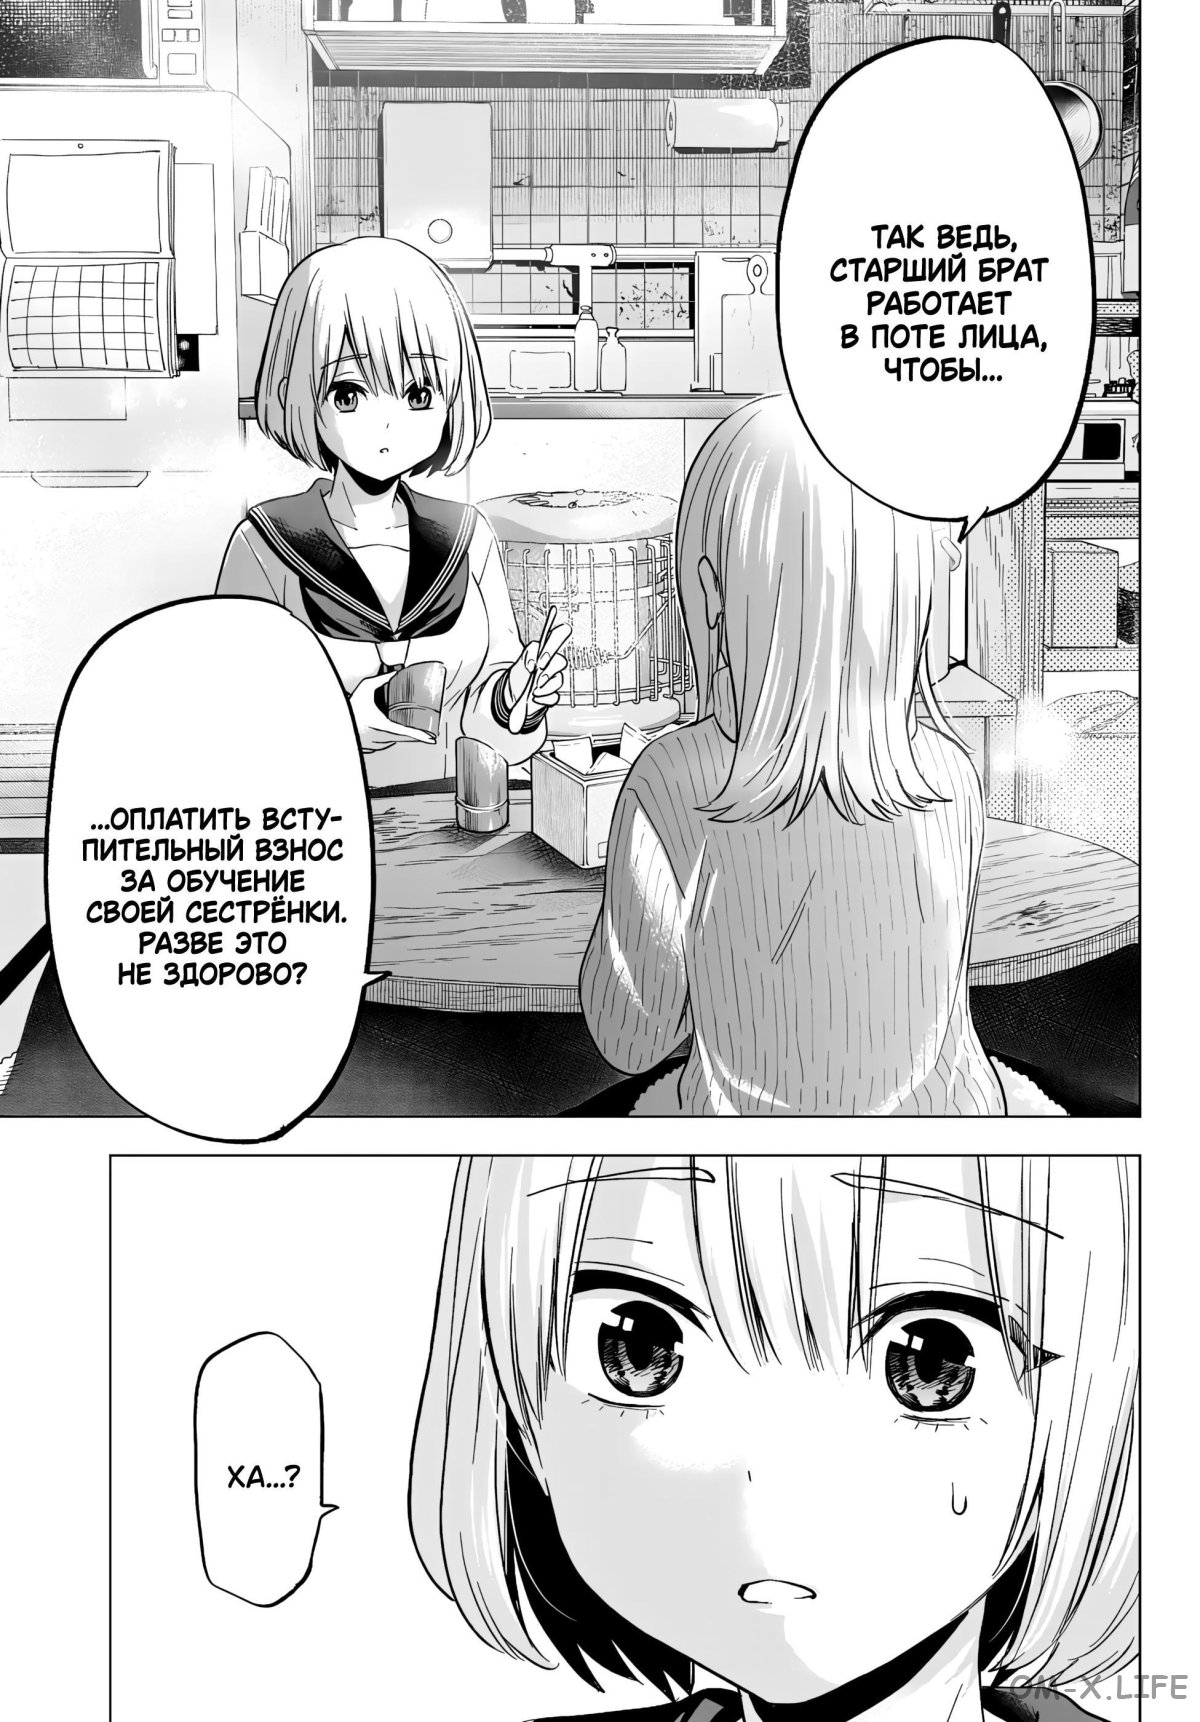 ТАК ВЕДЬ,
СТАРШИЙ БРАТ
РАБОТАЕТ
В ПОТЕ ЛИЦА,
ЧТОБЫ...
...ОПЛАТИТЬ ВСТУ-
ПИТЕЛЬНЫЙ ВЗНОС
ЗА ОБУЧЕНИЕ
СВОЕЙ СЕСТРЁНКИ.
РАЗВЕ ЭТО
НЕ ЗДОРОВО?
ХА...?
OM-X.LIFE